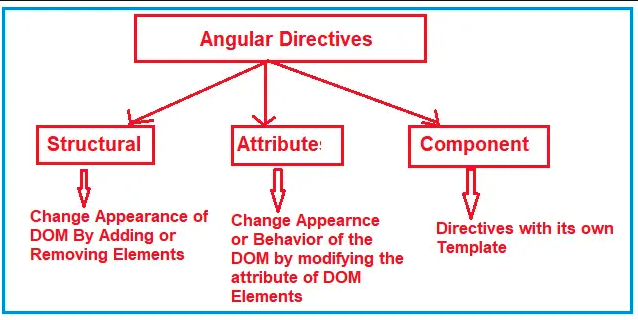 Angular Directives
Structural
Attributes
Component
Change Appearance of
DOM By Adding or
Removing Elements
Change Appearnce
or Behavior of the
DOM by modifying the
attribute of DOM
Elements
Directives with its own
Template